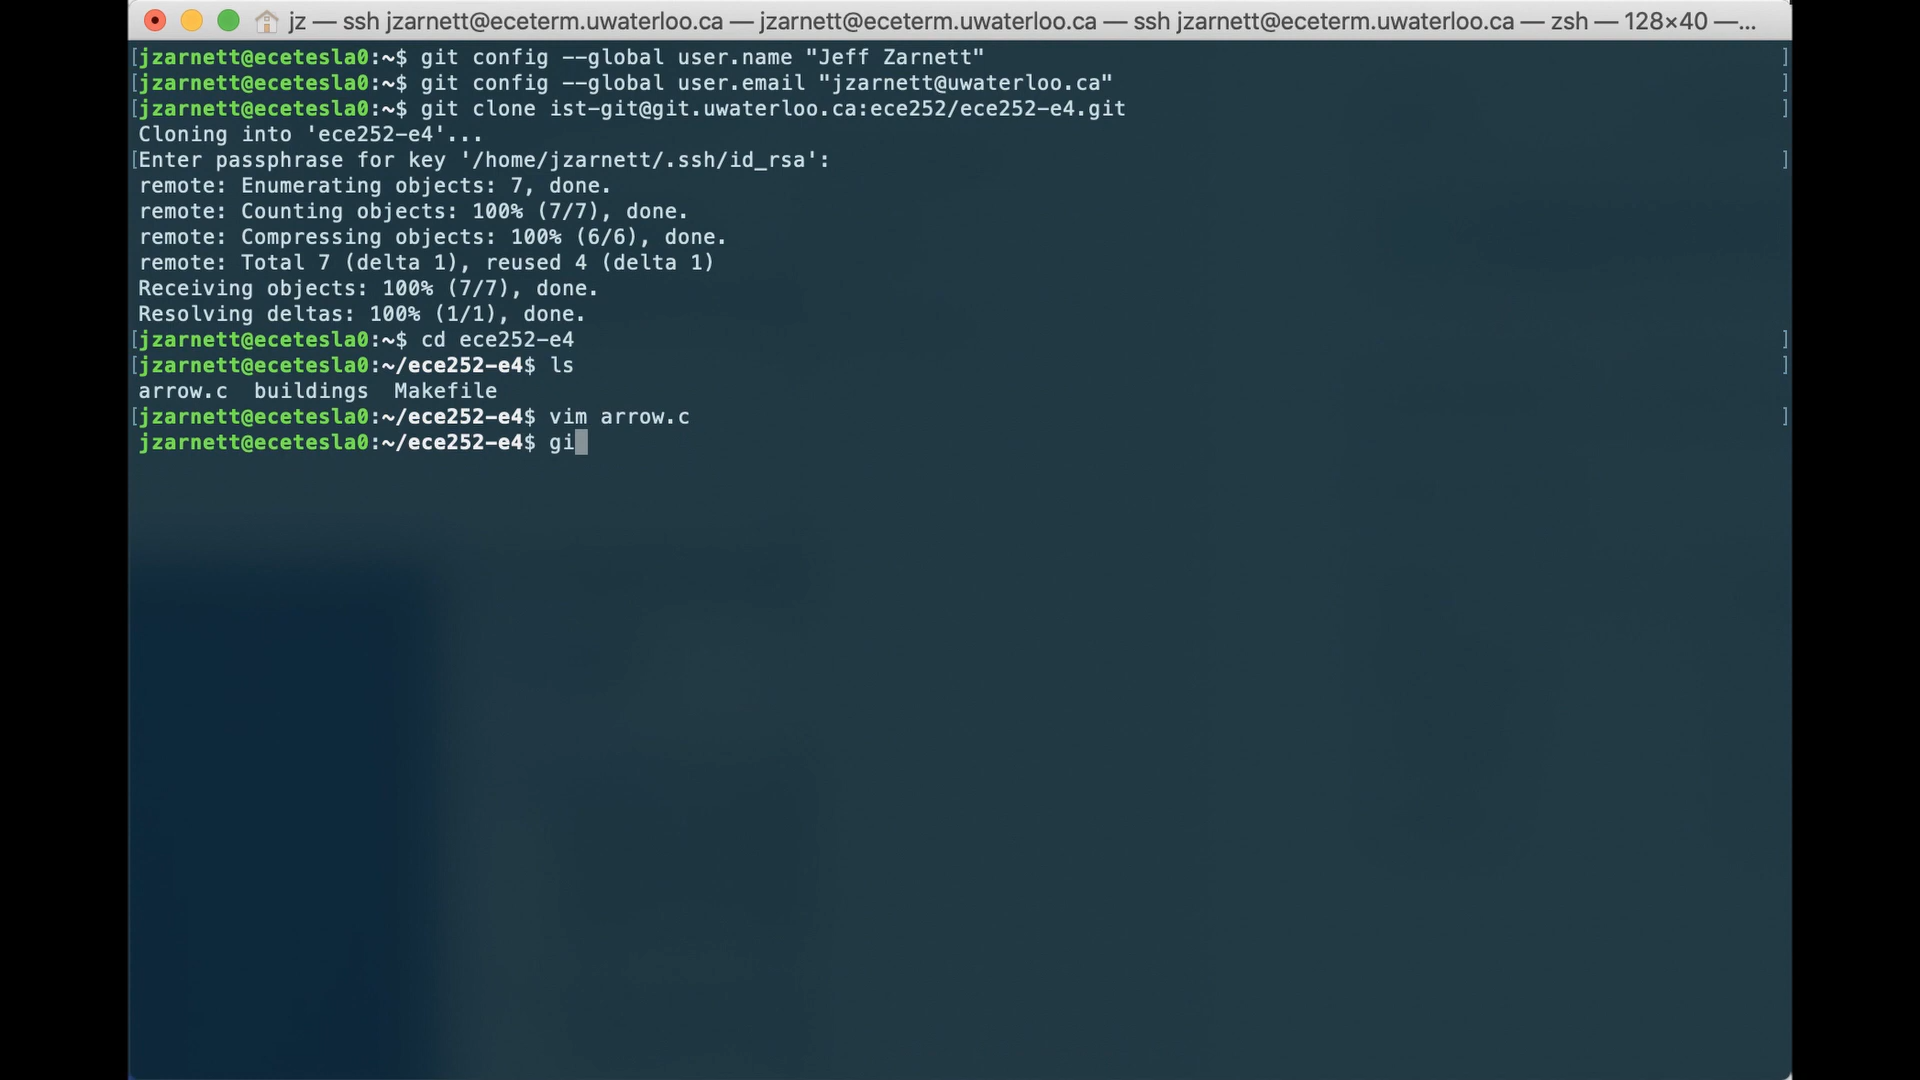 jz — ssh jzarnett@eceterm.uwaterloo.ca — jzarnett@eceterm.uwaterloo.ca — ssh jzarnett@eceterm.uwaterloo.ca — zsh — 128×40 —...
[jzarnett@ecetesla0:~$ git config --global user.name "Jeff Zarnett" ]
[jzarnett@ecetesla0:~$ git config --global user.email "jzarnett@uwaterloo.ca" ]
[jzarnett@ecetesla0:~$ git clone ist-git@git.uwaterloo.ca:ece252/ece252-e4.git ]
Cloning into 'ece252-e4'...
[Enter passphrase for key '/home/jzarnett/.ssh/id_rsa': ]
remote: Enumerating objects: 7, done.
remote: Counting objects: 100% (7/7), done.
remote: Compressing objects: 100% (6/6), done.
remote: Total 7 (delta 1), reused 4 (delta 1)
Receiving objects: 100% (7/7), done.
Resolving deltas: 100% (1/1), done.
[jzarnett@ecetesla0:~$ cd ece252-e4 ]
[jzarnett@ecetesla0:~/ece252-e4$ ls ]
arrow.c  buildings  Makefile
[jzarnett@ecetesla0:~/ece252-e4$ vim arrow.c ]
jzarnett@ecetesla0:~/ece252-e4$ gi